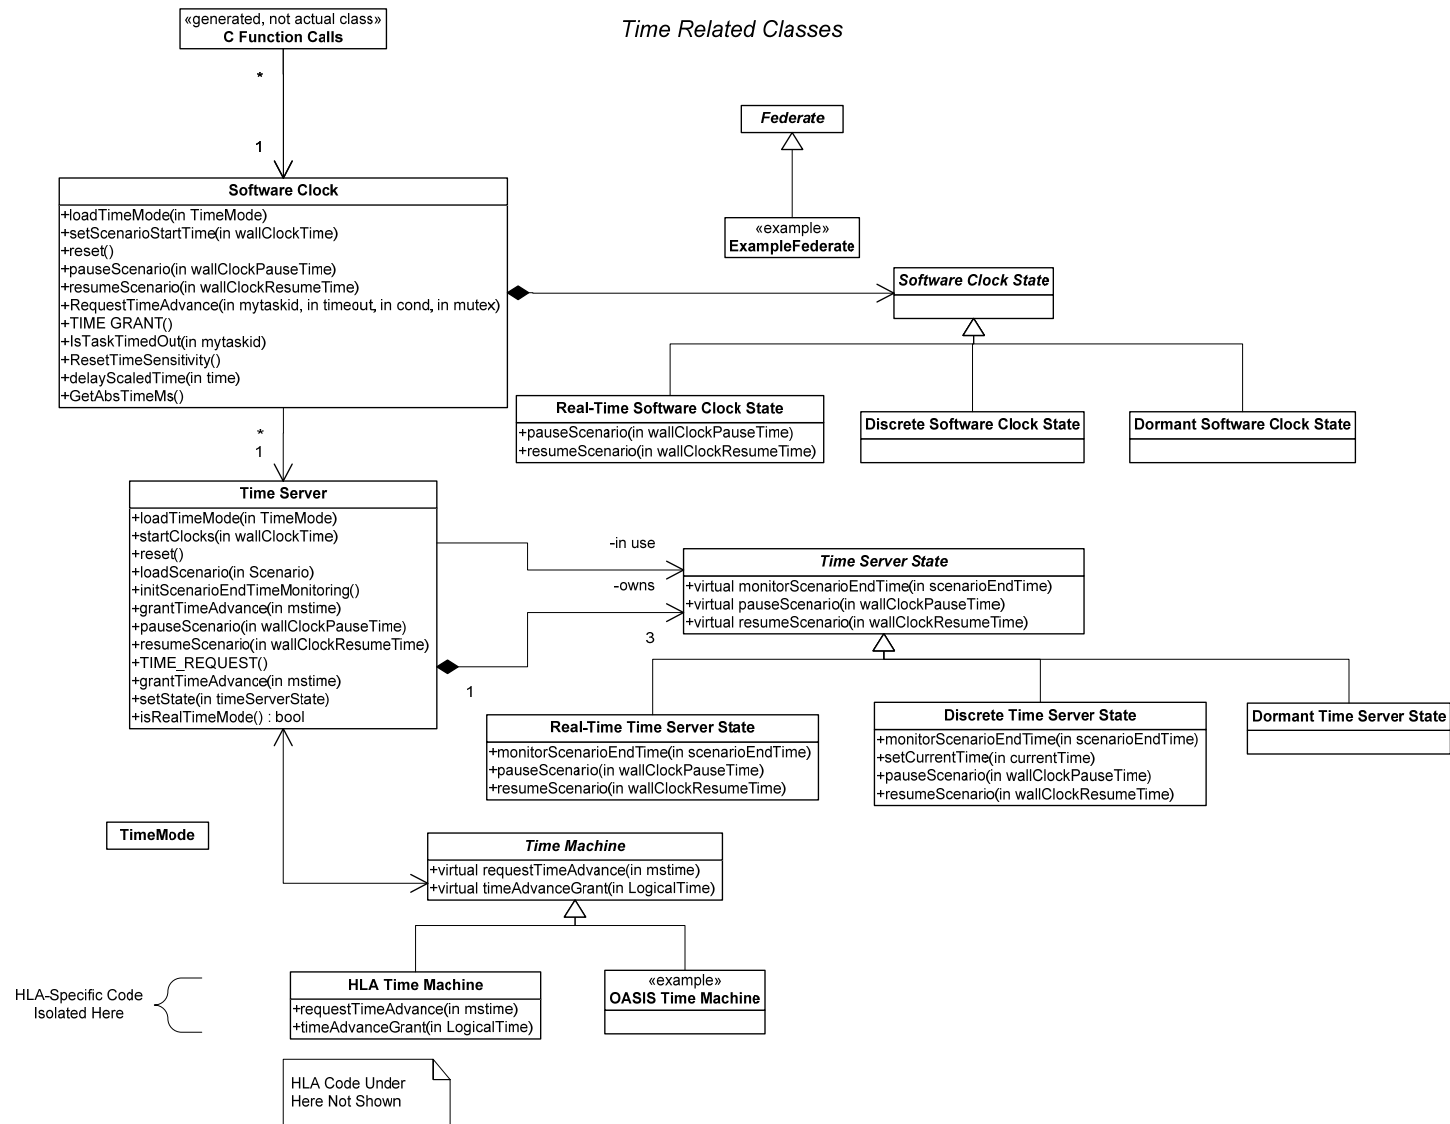 «generated, not actual class»
C Function Calls
Time Related Classes
*
1
Federate
«example»
ExampleFederate
Software Clock
+loadTimeMode(in TimeMode)
+setScenarioStartTime(in wallClockTime)
+reset()
+pauseScenario(in wallClockPauseTime)
+resumeScenario(in wallClockResumeTime)
+RequestTimeAdvance(in mytaskid, in timeout, in cond, in mutex)
+TIME GRANT()
+IsTaskTimedOut(in mytaskid)
+ResetTimeSensitivity()
+delayScaledTime(in time)
+GetAbsTimeMs()
Software Clock State
Real-Time Software Clock State
+pauseScenario(in wallClockPauseTime)
+resumeScenario(in wallClockResumeTime)
Discrete Software Clock State
Dormant Software Clock State
*
1
Time Server
+loadTimeMode(in TimeMode)
+startClocks(in wallClockTime)
+reset()
+loadScenario(in Scenario)
+initScenarioEndTimeMonitoring()
+grantTimeAdvance(in mstime)
+pauseScenario(in wallClockPauseTime)
+resumeScenario(in wallClockResumeTime)
+TIME_REQUEST()
+grantTimeAdvance(in mstime)
+setState(in timeServerState)
+isRealTimeMode() : bool
-in use
-owns
3
1
Time Server State
+virtual monitorScenarioEndTime(in scenarioEndTime)
+virtual pauseScenario(in wallClockPauseTime)
+virtual resumeScenario(in wallClockResumeTime)
Real-Time Time Server State
+monitorScenarioEndTime(in scenarioEndTime)
+pauseScenario(in wallClockPauseTime)
+resumeScenario(in wallClockResumeTime)
Discrete Time Server State
+monitorScenarioEndTime(in scenarioEndTime)
+setCurrentTime(in currentTime)
+pauseScenario(in wallClockPauseTime)
+resumeScenario(in wallClockResumeTime)
Dormant Time Server State
TimeMode
Time Machine
+virtual requestTimeAdvance(in mstime)
+virtual timeAdvanceGrant(in LogicalTime)
HLA-Specific Code
Isolated Here
HLA Time Machine
+requestTimeAdvance(in mstime)
+timeAdvanceGrant(in LogicalTime)
«example»
OASIS Time Machine
HLA Code Under
Here Not Shown